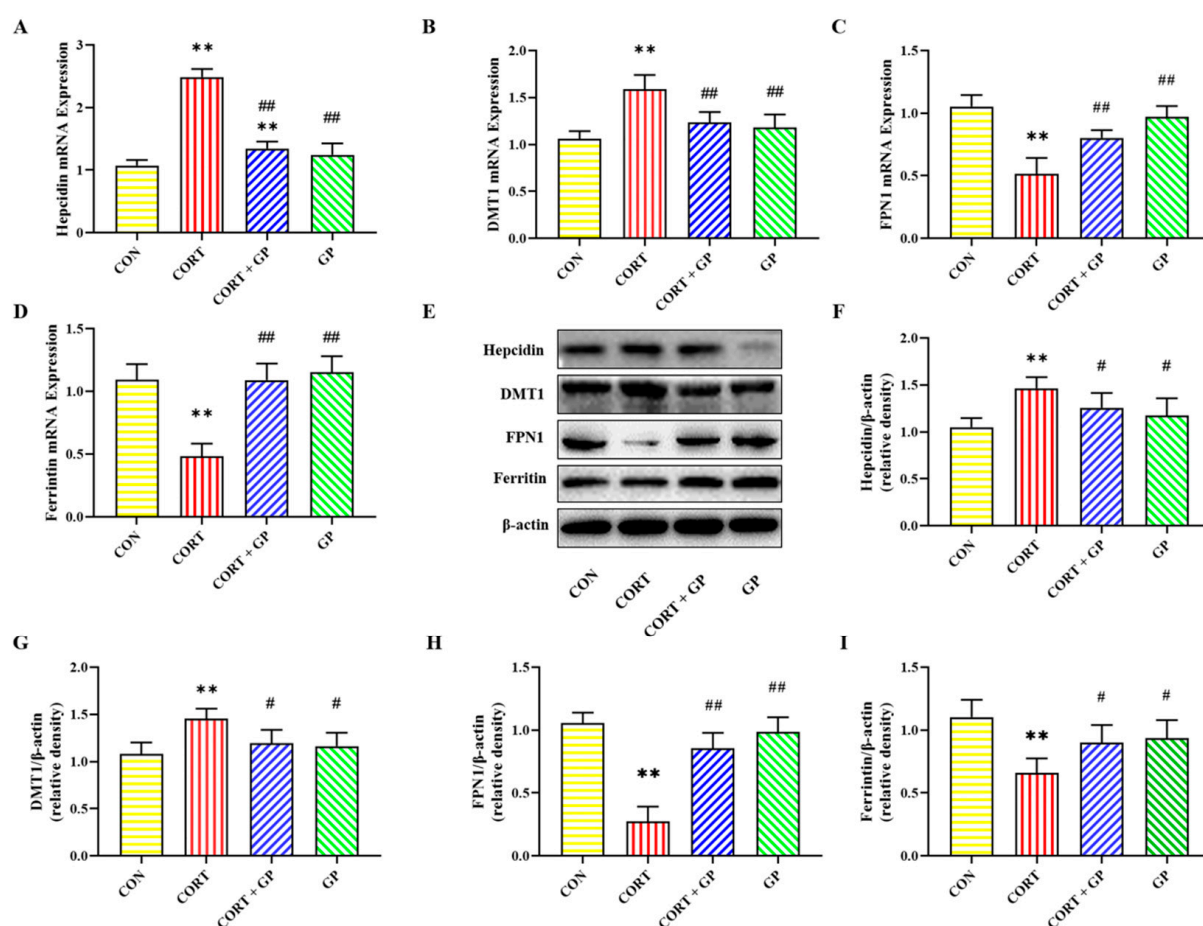 A
Hepcidin mRNA Expression
3
2
1
0
**
##
**
##
CON
CORT
CORT + GP
GP
B
DMT1 mRNA Expression
2.0
1.5
1.0
0.5
0.0
**
##
##
CON
CORT
CORT + GP
GP
C
FPN1 mRNA Expression
1.5
1.0
0.5
0.0
**
##
##
CON
CORT
CORT + GP
GP
D
Ferrintin mRNA Expression
1.5
1.0
0.5
0.0
**
##
##
CON
CORT
CORT + GP
GP
E
Hepcidin
DMT1
FPN1
Ferritin
β-actin
CON
CORT
CORT + GP
GP
F
Hepcidin/β-actin
(relative density)
2.0
1.5
1.0
0.5
0.0
**
#
#
CON
CORT
CORT + GP
GP
G
DMT1/β-actin
(relative density)
2.0
1.5
1.0
0.5
0.0
**
#
#
CON
CORT
CORT + GP
GP
H
FPN1/β-actin
(relative density)
1.5
1.0
0.5
0.0
**
##
##
CON
CORT
CORT + GP
GP
I
Ferrintin/β-actin
(relative density)
1.5
1.0
0.5
0.0
**
#
#
CON
CORT
CORT + GP
GP